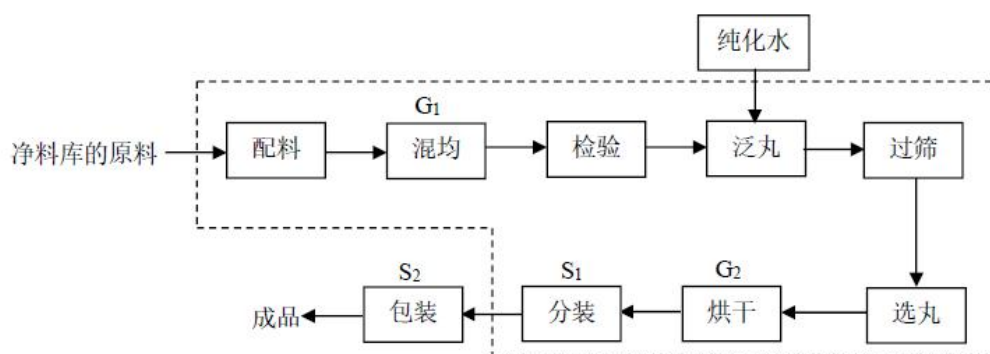 纯化水
G1
净料库的原料
配料
混均
检验
泛丸
过筛
S2
S1
G2
成品
包装
分装
烘干
选丸